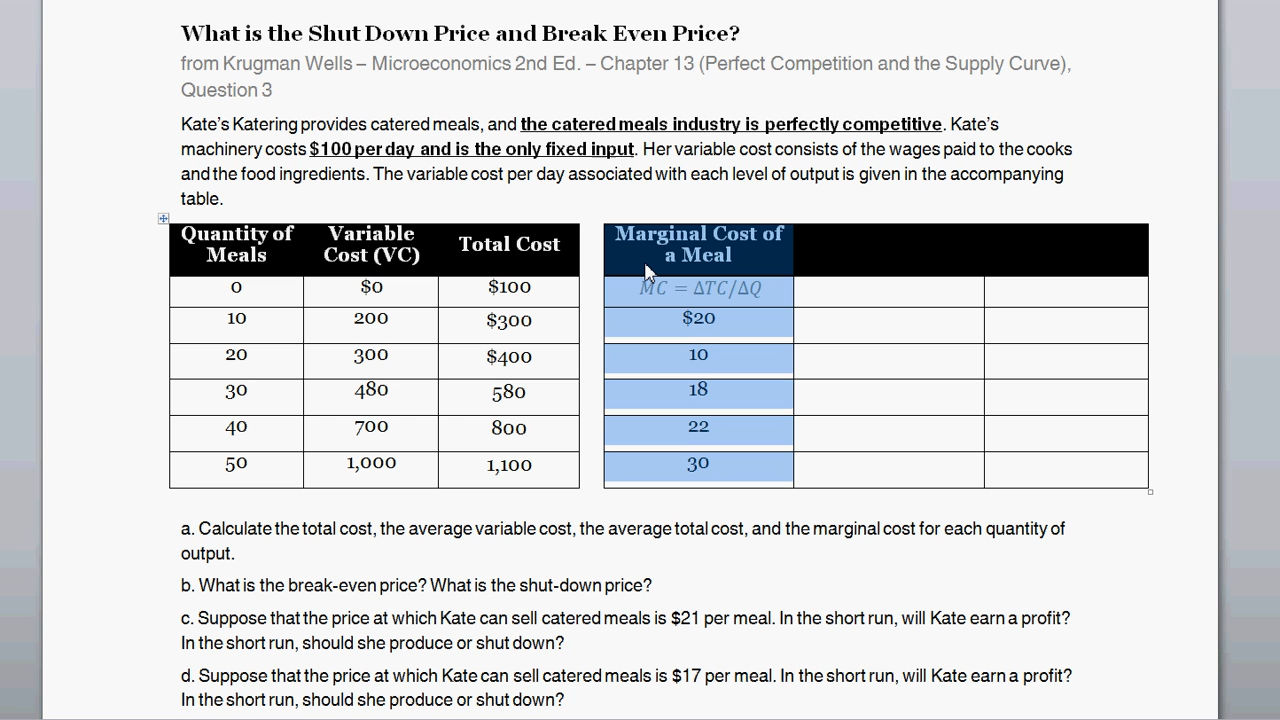 What is the Shut Down Price and Break Even Price?
from Krugman Wells – Microeconomics 2nd Ed. – Chapter 13 (Perfect Competition and the Supply Curve),
Question 3
Kate's Katering provides catered meals, and the catered meals industry is perfectly competitive. Kate's
machinery costs $100 per day and is the only fixed input. Her variable cost consists of the wages paid to the cooks
and the food ingredients. The variable cost per day associated with each level of output is given in the accompanying
table.
Quantity of Meals Variable Cost (VC) Total Cost Marginal Cost of a Meal
0 $0 $100 MC = ΔTC/ΔQ
10 200 $300 $20
20 300 $400 10
30 480 580 18
40 700 800 22
50 1,000 1,100 30
a. Calculate the total cost, the average variable cost, the average total cost, and the marginal cost for each quantity of
output.
b. What is the break-even price? What is the shut-down price?
c. Suppose that the price at which Kate can sell catered meals is $21 per meal. In the short run, will Kate earn a profit?
In the short run, should she produce or shut down?
d. Suppose that the price at which Kate can sell catered meals is $17 per meal. In the short run, will Kate earn a profit?
In the short run, should she produce or shut down?